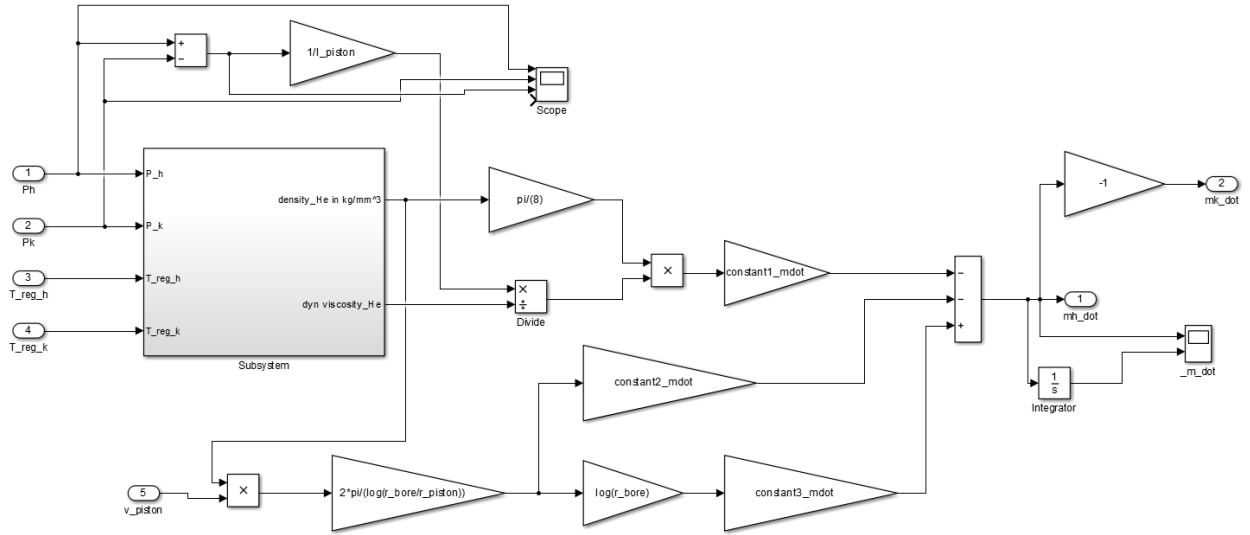 +
−
1/l_piston
Scope
1
Ph
2
Pk
3
T_reg_h
4
T_reg_k
P_h
P_k
T_reg_h
T_reg_k
density_He in kg/mm^3
dyn viscosity_He
Subsystem
pi/(8)
×
÷
Divide
×
constant1_mdot
−
−
+
-1
2
mk_dot
1
mh_dot
_m_dot
1
s
Integrator
constant2_mdot
5
v_piston
×
2*pi/(log(r_bore/r_piston))
log(r_bore)
constant3_mdot